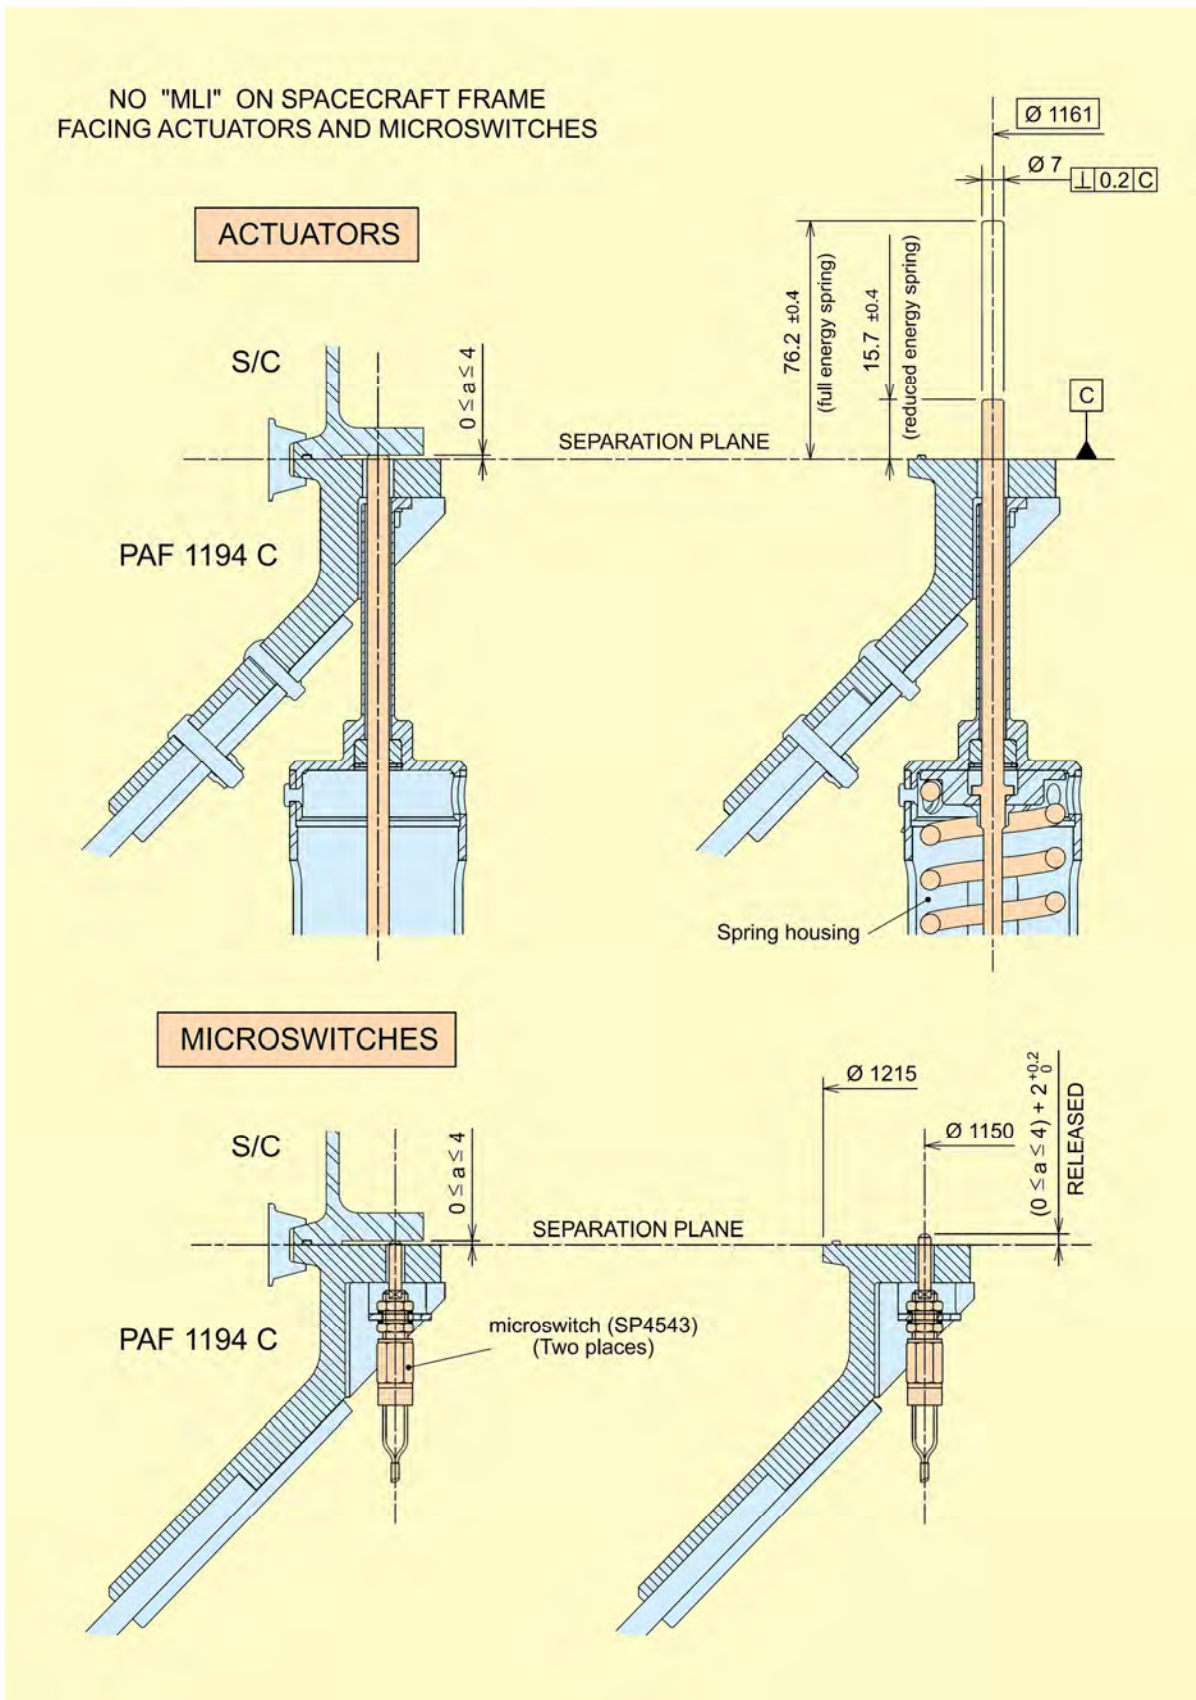 NO "MLI" ON SPACECRAFT FRAME
FACING ACTUATORS AND MICROSWITCHES
Ø 1161
Ø 7
⊥ 0.2 C
ACTUATORS
S/C
0 ≤ a ≤ 4
76.2 ±0.4
(full energy spring)
15.7 ±0.4
(reduced energy spring)
C
SEPARATION PLANE
PAF 1194 C
Spring housing
MICROSWITCHES
Ø 1215
(0 ≤ a ≤ 4) + 2 +0.2 0
RELEASED
S/C
0 ≤ a ≤ 4
Ø 1150
SEPARATION PLANE
PAF 1194 C
microswitch (SP4543)
(Two places)